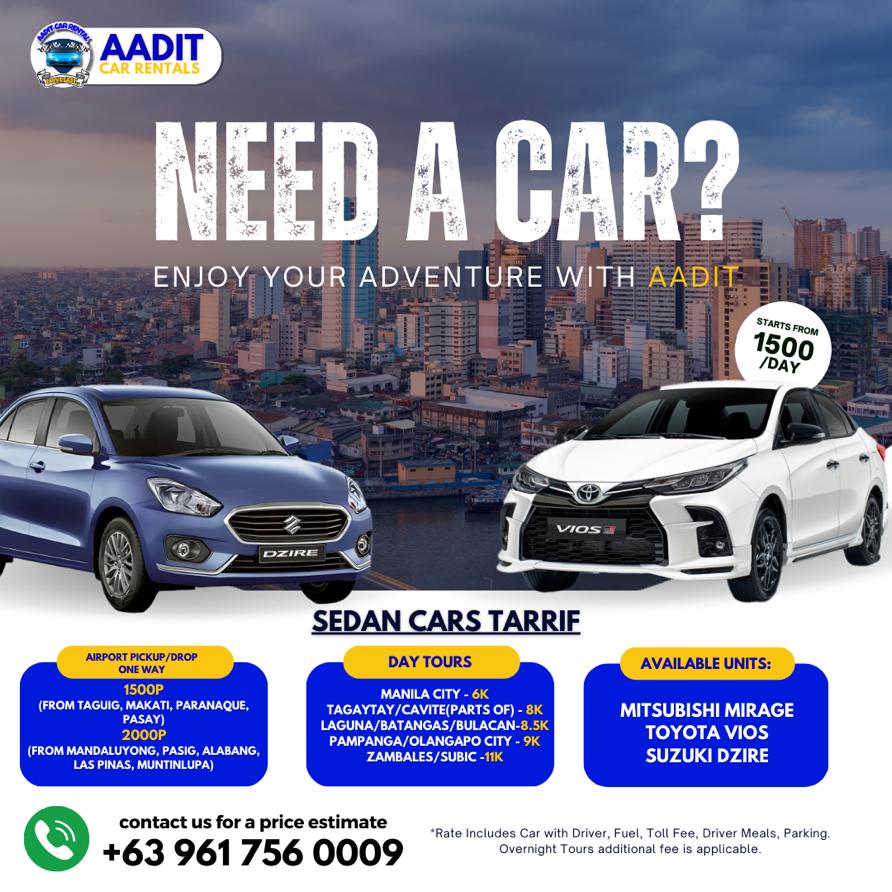 AADIT CAR RENTAL
AADIT
CAR RENTALS
NEED A CAR?
ENJOY YOUR ADVENTURE WITH AADIT
STARTS FROM
1500
/DAY
DZIRE
VIOS
SEDAN CARS TARRIF
AIRPORT PICKUP/DROP
ONE WAY
1500P
(FROM TAGUIG, MAKATI, PARANAQUE,
PASAY)
2000P
(FROM MANDALUYONG, PASIG, ALABANG,
LAS PINAS, MUNTINLUPA)
DAY TOURS
MANILA CITY - 6K
TAGAYTAY/CAVITE(PARTS OF) - 8K
LAGUNA/BATANGAS/BULACAN-8.5K
PAMPANGA/OLANGAPO CITY - 9K
ZAMBALES/SUBIC -11K
AVAILABLE UNITS:
MITSUBISHI MIRAGE
TOYOTA VIOS
SUZUKI DZIRE
contact us for a price estimate
+63 961 756 0009
*Rate Includes Car with Driver, Fuel, Toll Fee, Driver Meals, Parking.
Overnight Tours additional fee is applicable.